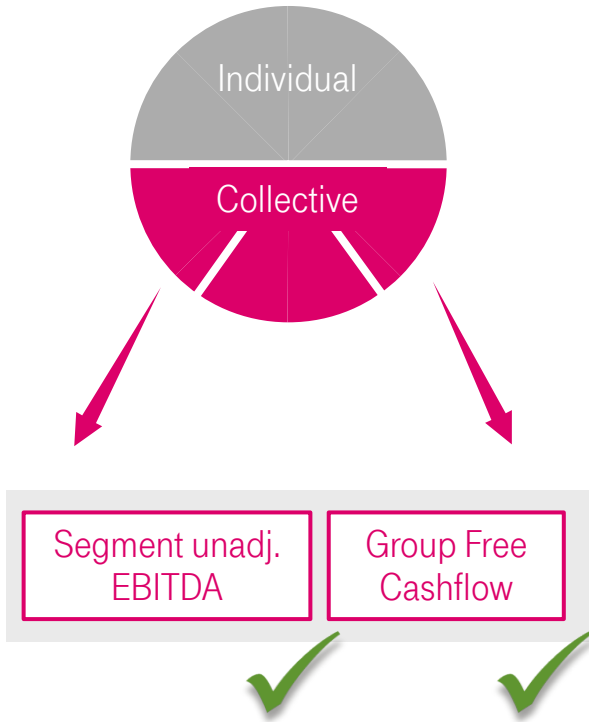 Individual
Collective
Segment unadj.
EBITDA
Group Free
Cashflow